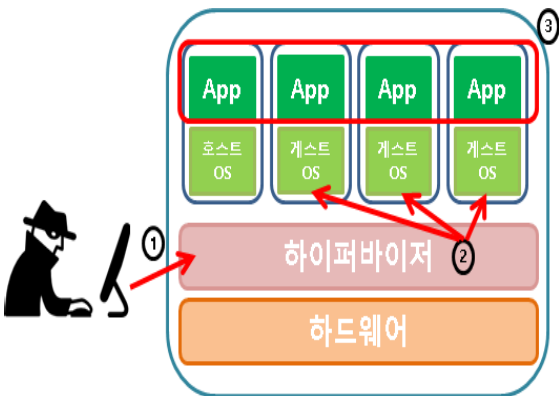 ③
App App App App
호스트 게스트 게스트 게스트
OS OS OS OS
①
하이퍼바이저 ②
하드웨어